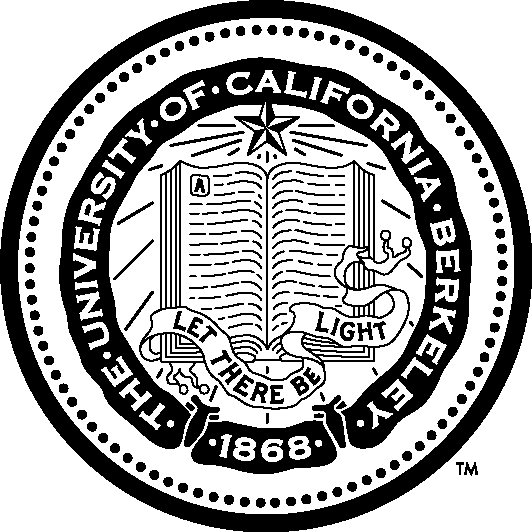 ·THE·UNIVERSITY·OF·CALIFORNIA·BERKELEY·
A
LET THERE BE LIGHT
·1868·
TM